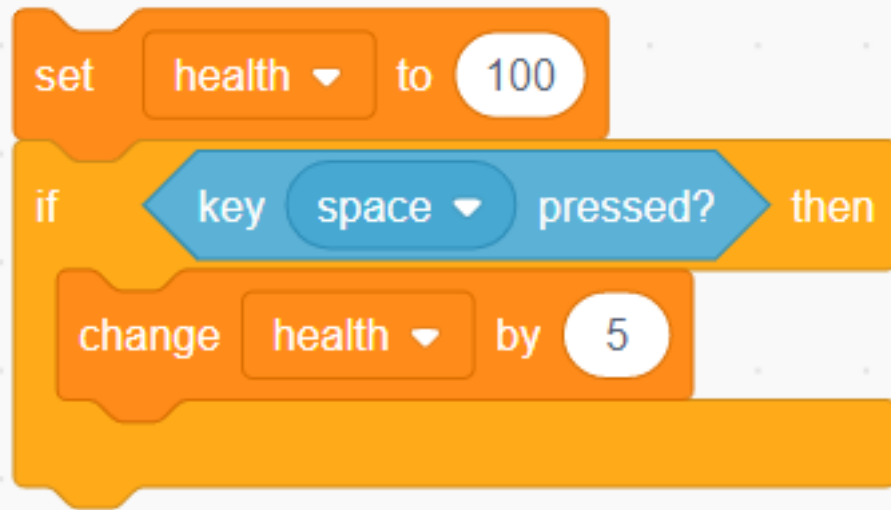 set health to 100
if key space pressed? then
change health by 5